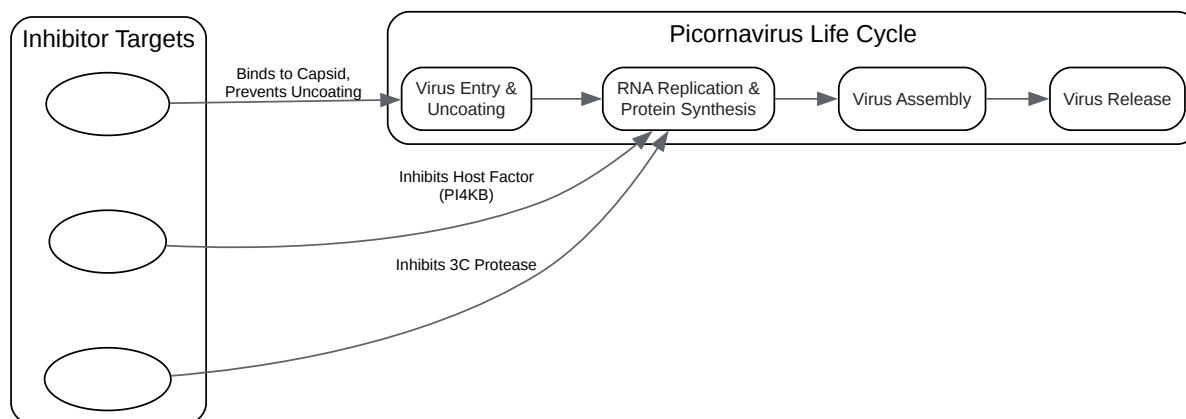 Inhibitor Targets
Picornavirus Life Cycle
Binds to Capsid,
Prevents Uncoating
Virus Entry &
Uncoating
RNA Replication &
Protein Synthesis
Virus Assembly
Virus Release
Inhibits Host Factor
(PI4KB)
Inhibits 3C Protease